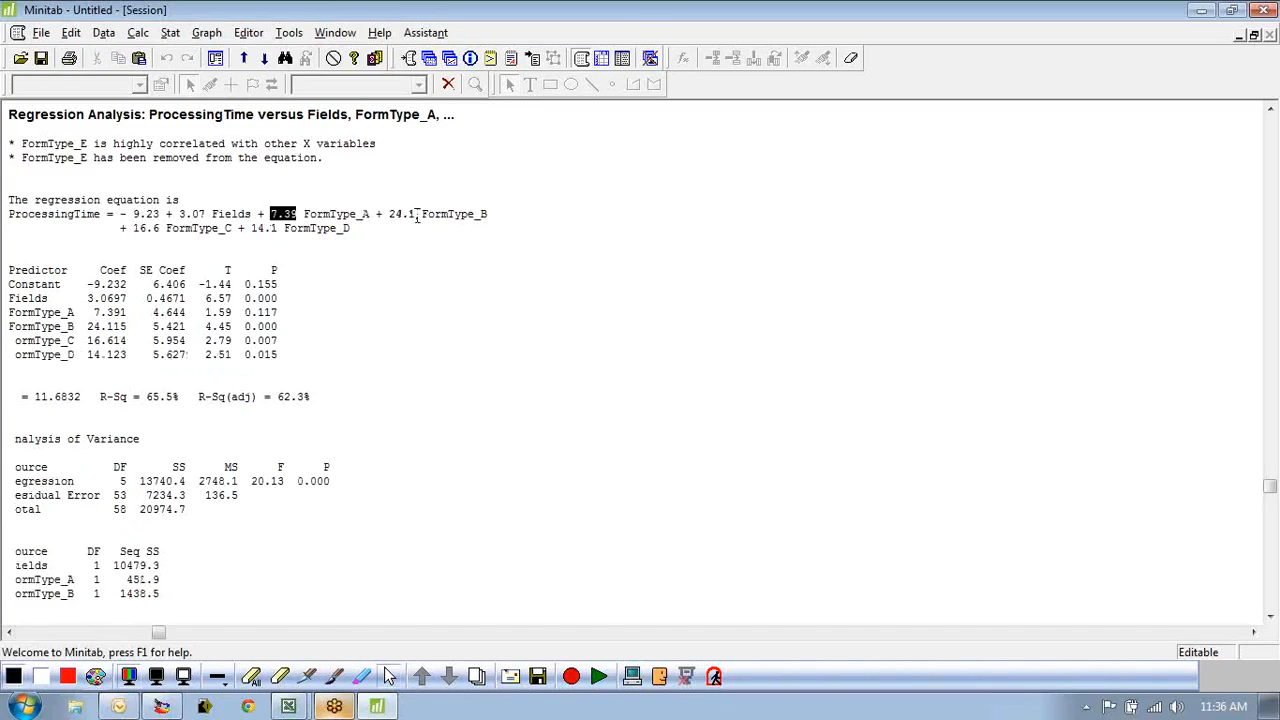 Minitab - Untitled - [Session]
File Edit Data Calc Stat Graph Editor Tools Window Help Assistant
Regression Analysis: ProcessingTime versus Fields, FormType_A, ...
* FormType_E is highly correlated with other X variables
* FormType_E has been removed from the equation.
The regression equation is
ProcessingTime = - 9.23 + 3.07 Fields + 7.39 FormType_A + 24.1 FormType_B
+ 16.6 FormType_C + 14.1 FormType_D
Predictor Coef SE Coef T P
Constant -9.232 6.406 -1.44 0.155
Fields 3.0697 0.4671 6.57 0.000
FormType_A 7.391 4.644 1.59 0.117
FormType_B 24.115 5.421 4.45 0.000
ormType_C 16.614 5.954 2.79 0.007
ormType_D 14.123 5.627 2.51 0.015
= 11.6832 R-Sq = 65.5% R-Sq(adj) = 62.3%
nalysis of Variance
ource DF SS MS F P
egression 5 13740.4 2748.1 20.13 0.000
esidual Error 53 7234.3 136.5
otal 58 20974.7
ource DF Seq SS
ields 1 10479.3
ormType_A 1 451.9
ormType_B 1 1438.5
Welcome to Minitab, press F1 for help. Editable
11:36 AM